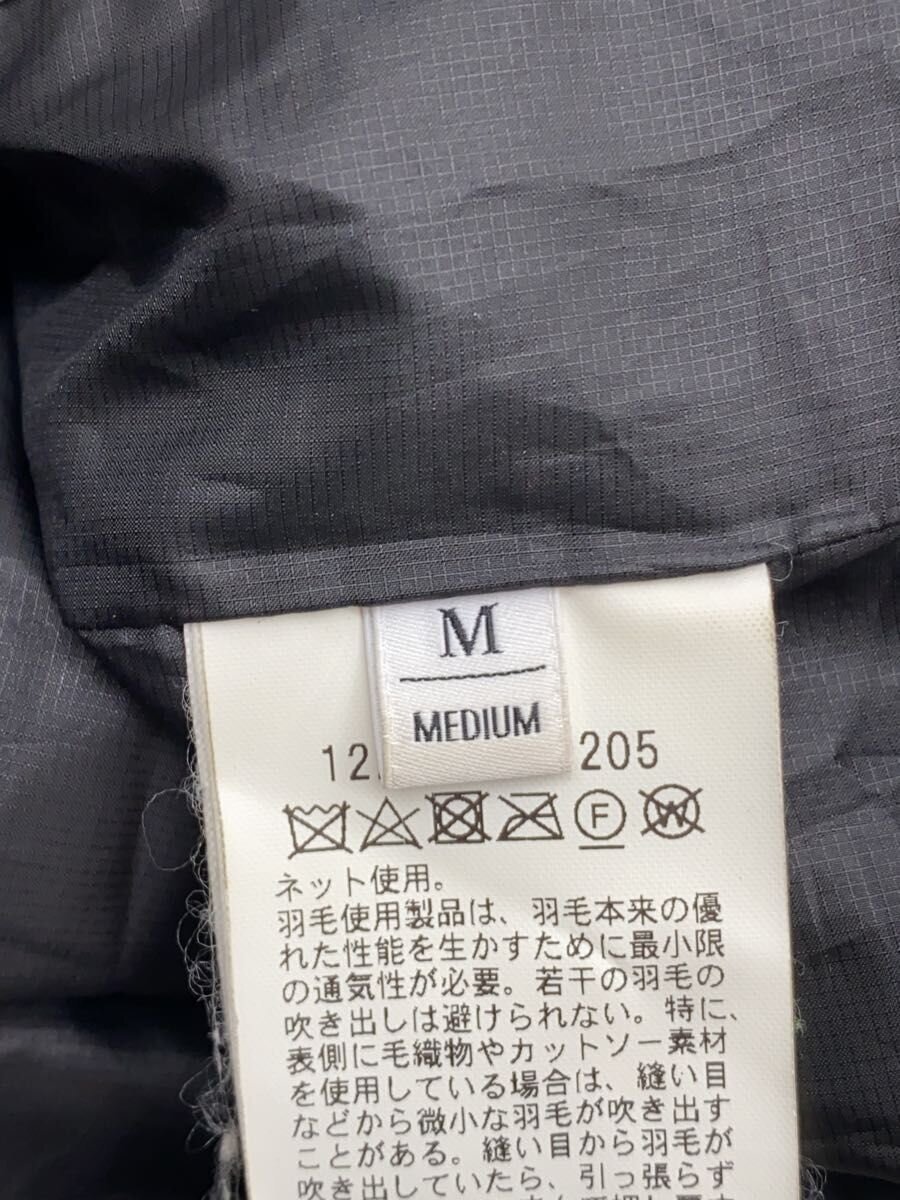 M
MEDIUM
12 205
F W
ネット使用。
羽毛使用製品は、羽毛本来の優
れた性能を生かすために最小限
の通気性が必要。若干の羽毛の
吹き出しは避けられない。特に、
表側に毛織物やカットソー素材
を使用している場合は、縫い目
などから微小な羽毛が吹き出す
ことがある。縫い目から羽毛が
吹き出していたら、引っ張らず